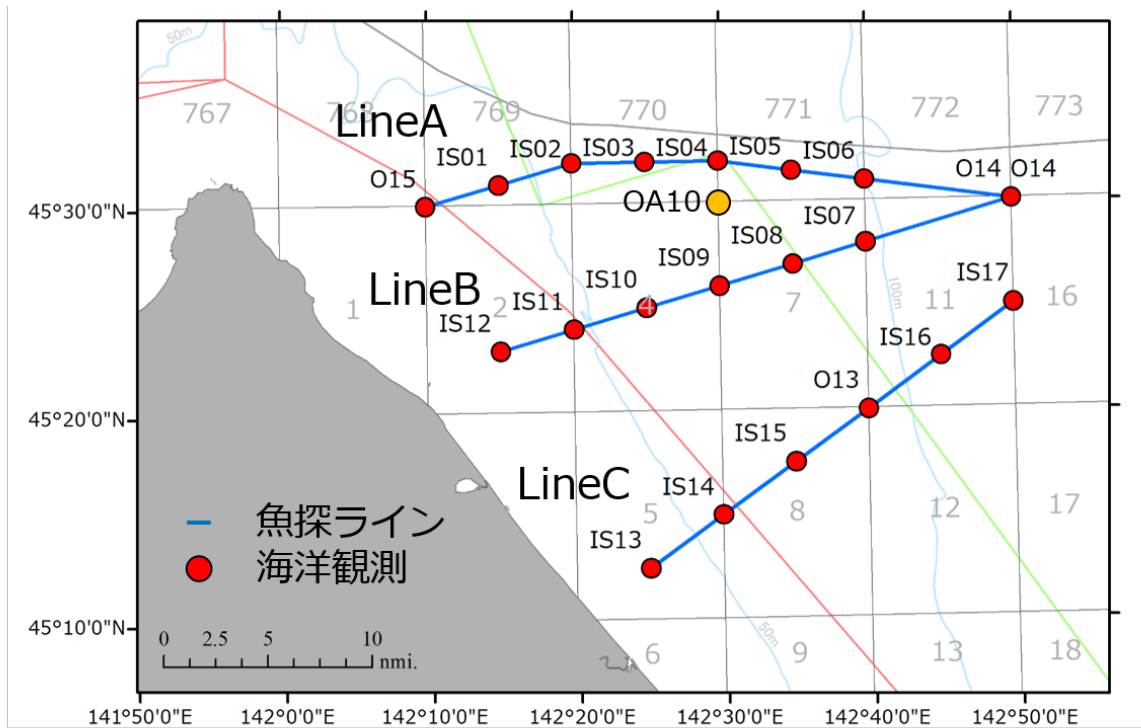 50m
767
763
769
770
771
772
773
LineA
IS01
IS02
IS03
IS04
IS05
IS06
O14
O14
O15
45°30'0"N
OA10
IS07
IS08
IS09
IS10
IS11
IS12
LineB
1
2
4
7
11
16
100m
IS17
IS16
O13
45°20'0"N
IS15
IS14
IS13
LineC
5
8
12
17
魚探ライン
海洋観測
45°10'0"N
0 2.5 5 10
nmi.
50m
6
9
13
18
141°50'0"E
142°0'0"E
142°10'0"E
142°20'0"E
142°30'0"E
142°40'0"E
142°50'0"E